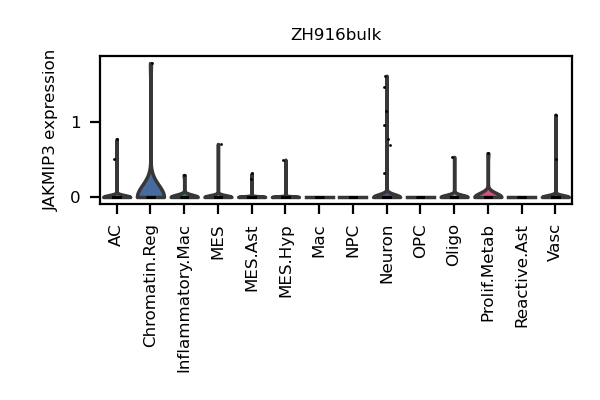 ZH916bulk
JAKMIP3 expression
1
0
AC
Chromatin.Reg
Inflammatory.Mac
MES
MES.Ast
MES.Hyp
Mac
NPC
Neuron
OPC
Oligo
Prolif.Metab
Reactive.Ast
Vasc